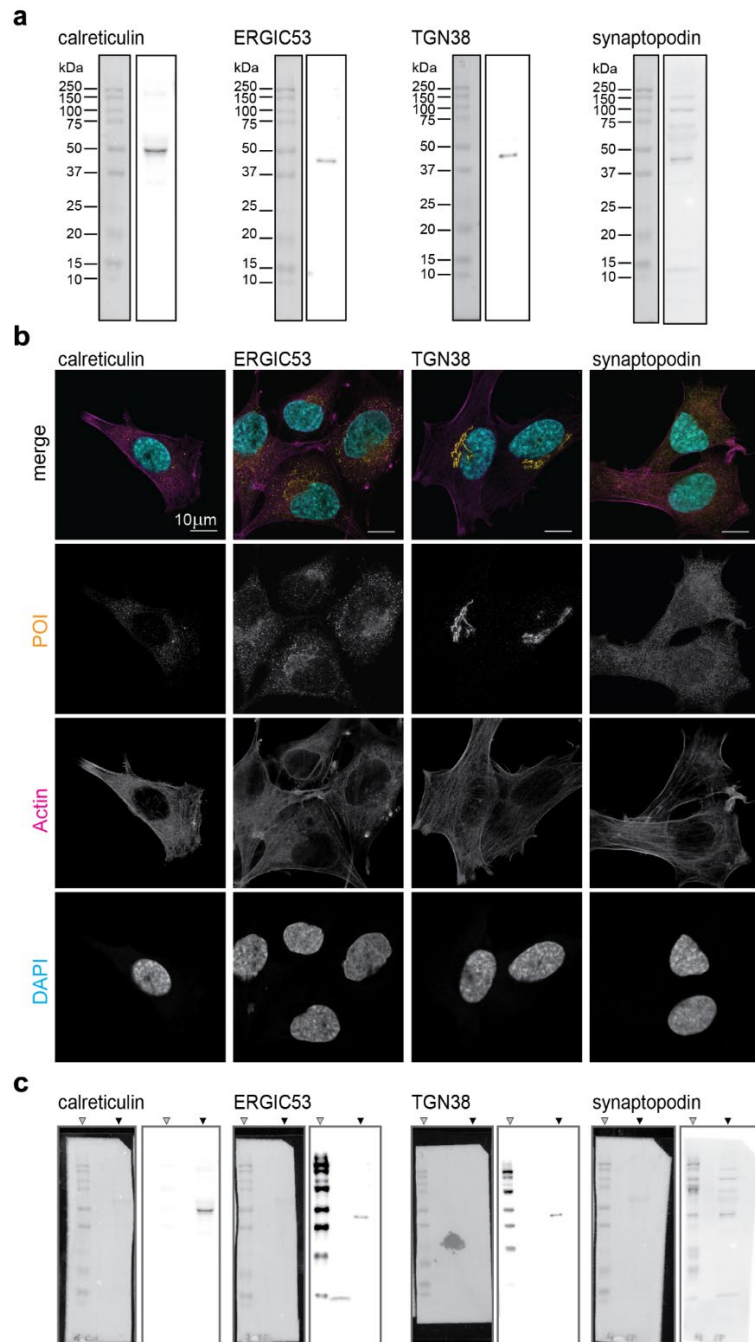 a
calreticulin
ERGIC53
TGN38
synaptopodin
kDa
250
150
100
75
50
37
25
20
15
10
kDa
250
150
100
75
50
37
25
20
15
10
kDa
250
150
100
75
50
37
25
20
15
10
kDa
250
150
100
75
50
37
25
20
15
10
b
calreticulin
ERGIC53
TGN38
synaptopodin
merge
10µm
POI
Actin
DAPI
c
calreticulin
ERGIC53
TGN38
synaptopodin